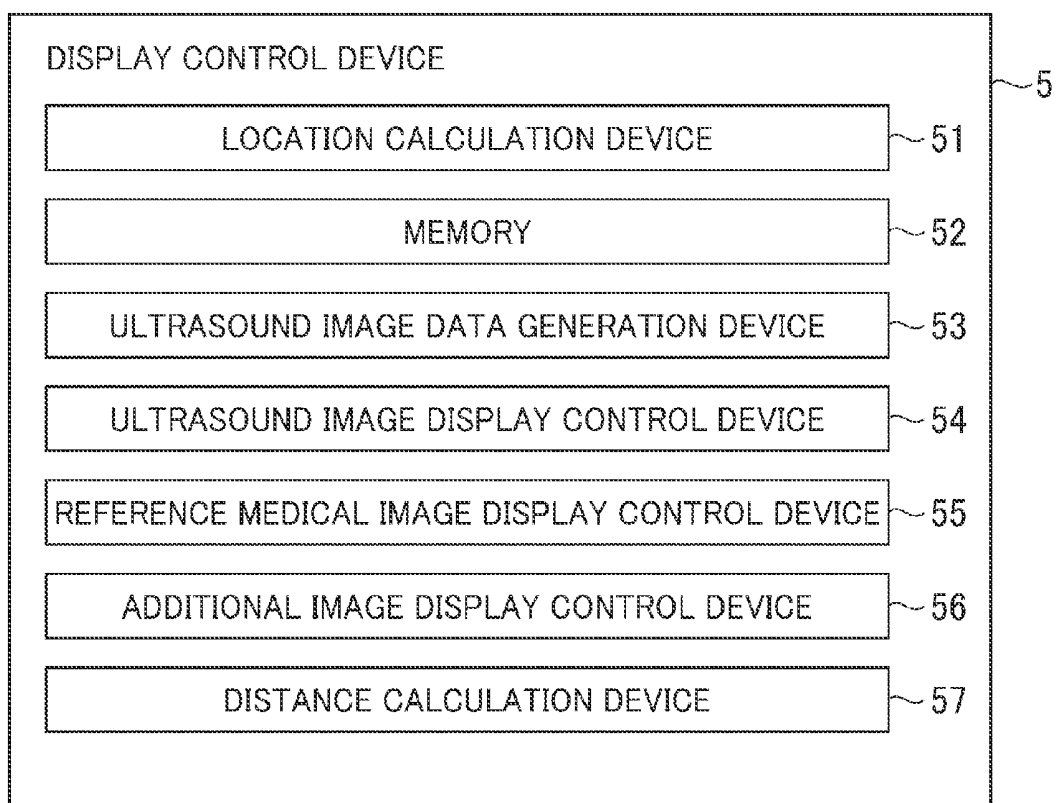 DISPLAY CONTROL DEVICE
5
LOCATION CALCULATION DEVICE
51
MEMORY
52
ULTRASOUND IMAGE DATA GENERATION DEVICE
53
ULTRASOUND IMAGE DISPLAY CONTROL DEVICE
54
REFERENCE MEDICAL IMAGE DISPLAY CONTROL DEVICE
55
ADDITIONAL IMAGE DISPLAY CONTROL DEVICE
56
DISTANCE CALCULATION DEVICE
57